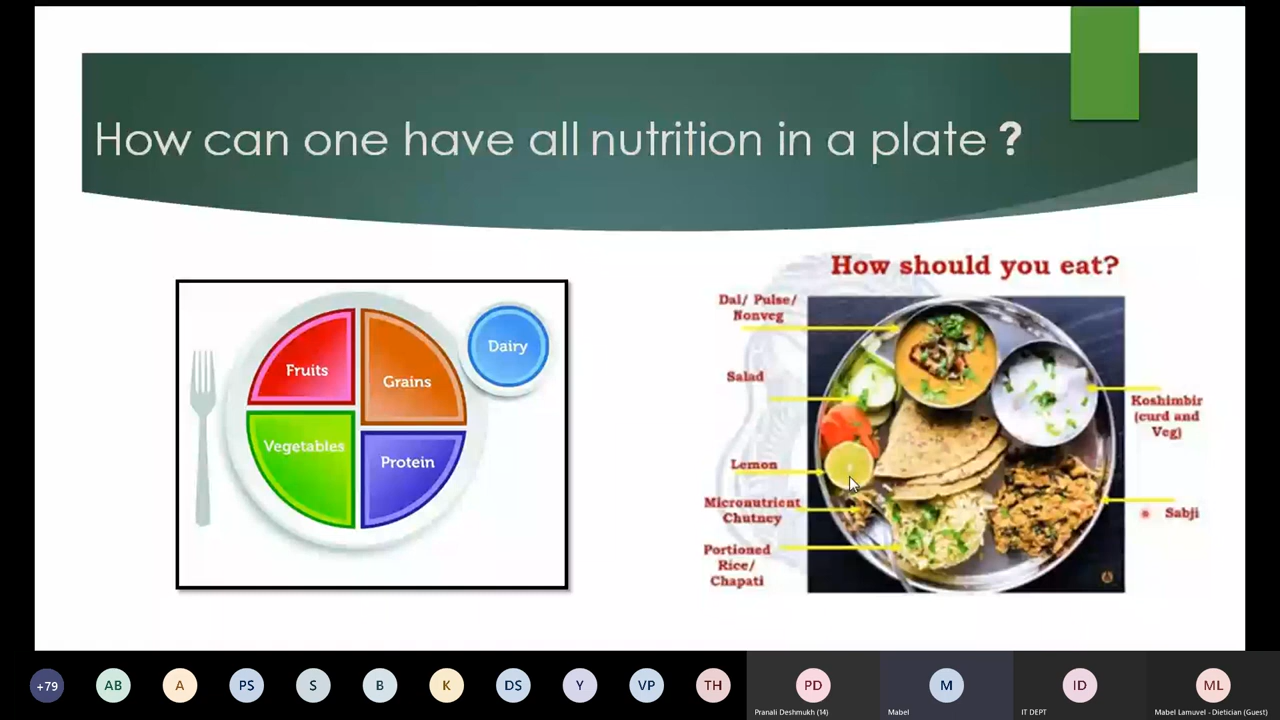 How can one have all nutrition in a plate ?
Fruits
Grains
Dairy
Vegetables
Protein
How should you eat?
Dal/ Pulse/
Nonveg
Salad
Lemon
Micronutrient
Chutney
Portioned
Rice/
Chapati
Koshimbir
(curd and
Veg)
Sabji
+79
AB
A
PS
S
B
K
DS
Y
VP
TH
PD
Pranali Deshmukh (14)
M
Mabel
ID
IT DEPT
ML
Mabel Lamuvel - Dietician (Guest)